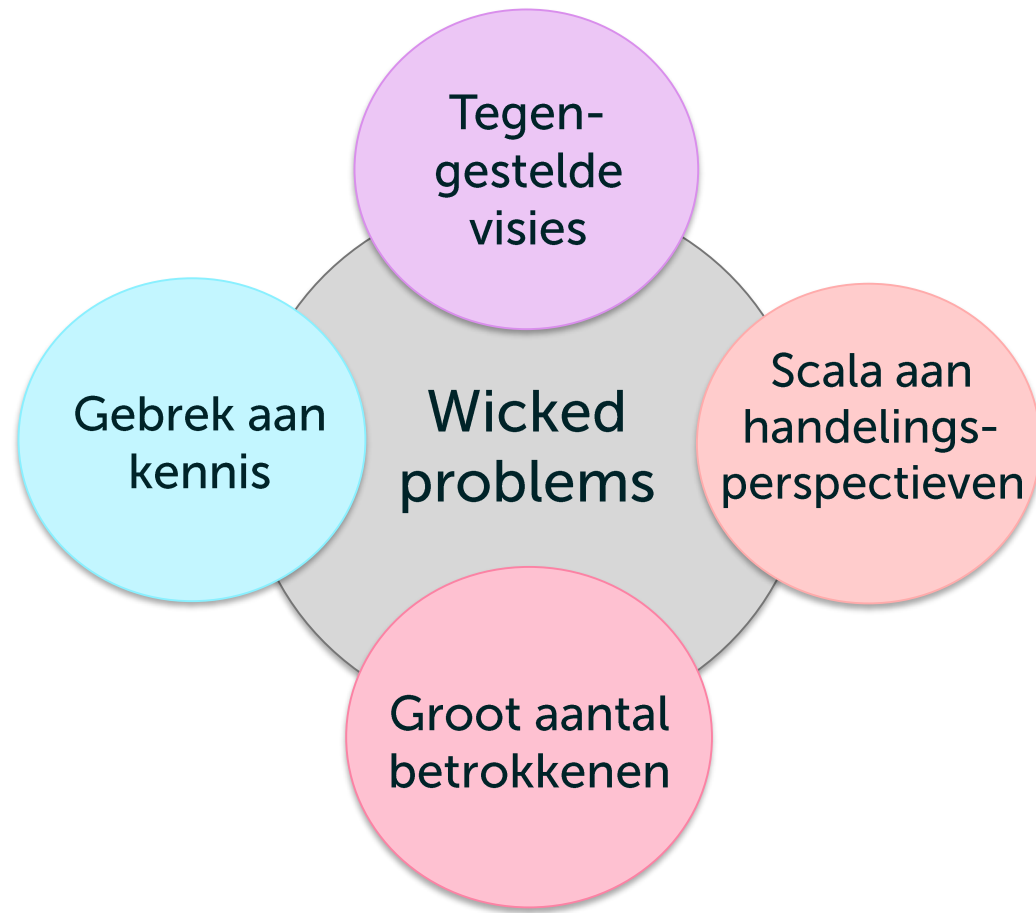 Tegen-
gestelde
visies
Gebrek aan
kennis
Wicked
problems
Scala aan
handelings-
perspectieven
Groot aantal
betrokkenen